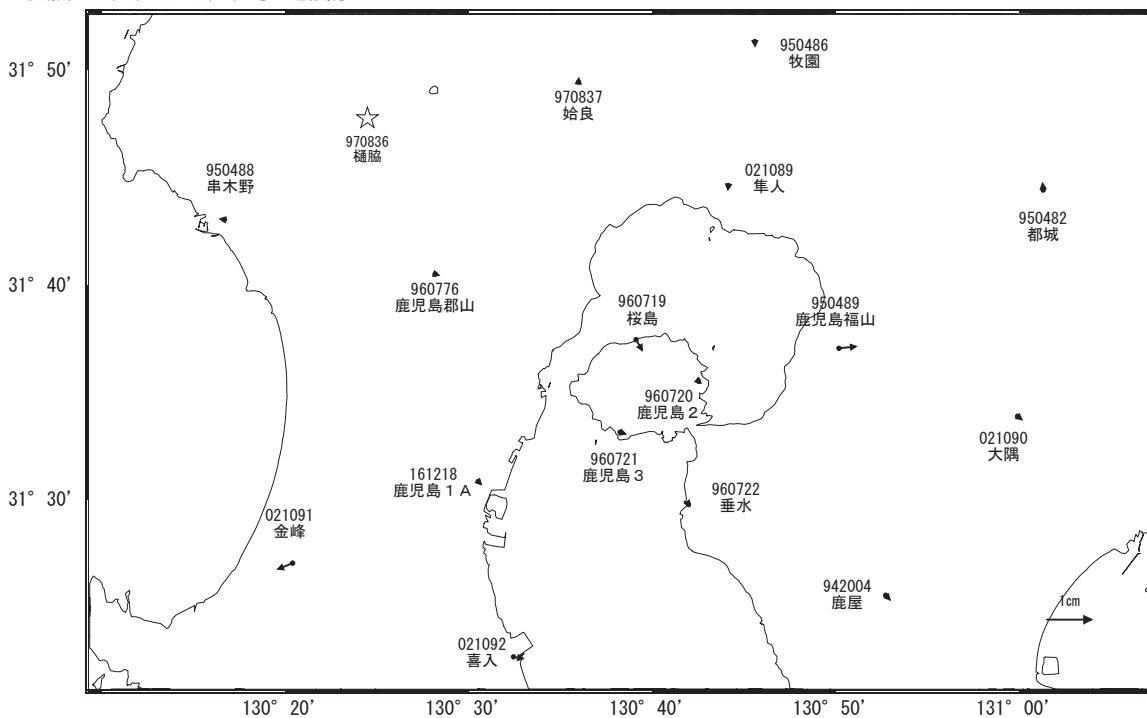 950486
牧園
31° 50'
970837
姶良
970836
樋脇
950488
串木野
021089
隼人
950482
都城
31° 40'
960776
鹿児島郡山
960719
桜島
950489
鹿児島福山
960720
鹿児島２
021090
大隅
960721
鹿児島３
161218
鹿児島１Ａ
960722
垂水
31° 30'
021091
金峰
942004
鹿屋
1cm
021092
喜入
130° 20'
130° 30'
130° 40'
130° 50'
131° 00'